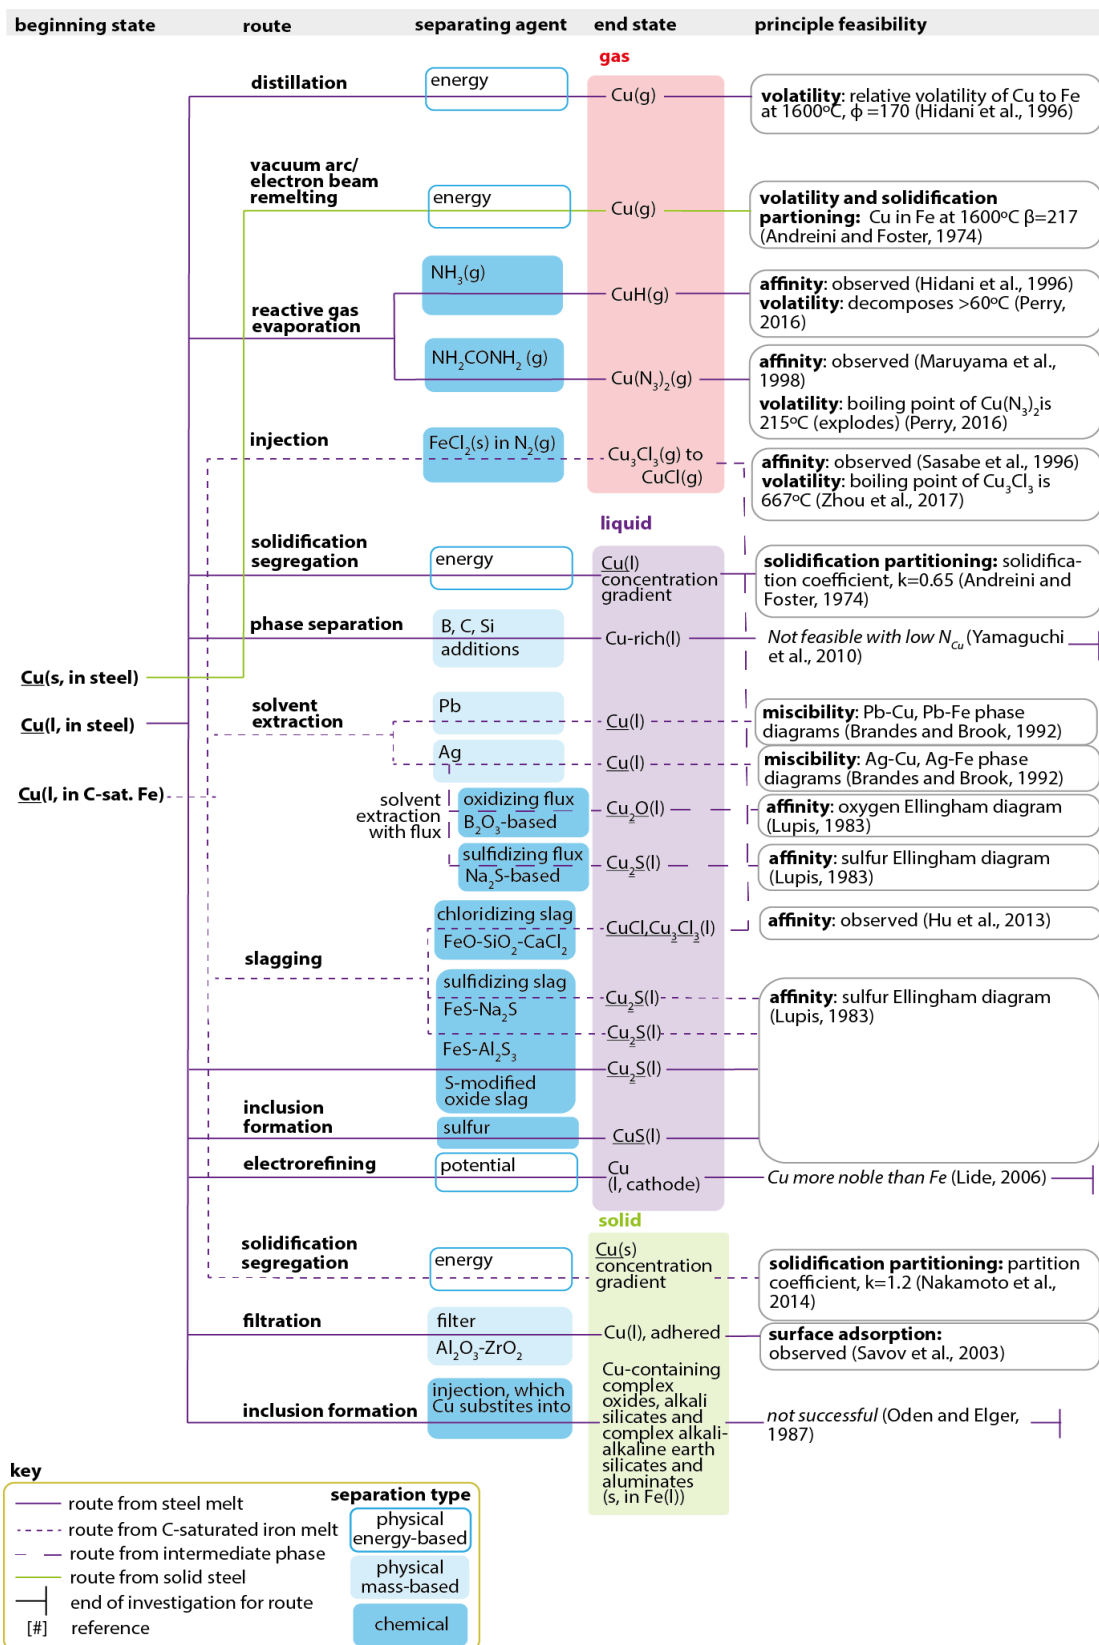 beginning state
route
separating agent
end state
principle feasibility
gas
distillation
energy
Cu(g)
volatility: relative volatility of Cu to Fe
at 1600ºC, ϕ =170 (Hidani et al., 1996)
vacuum arc/
electron beam
remelting
energy
Cu(g)
volatility and solidification
partioning: Cu in Fe at 1600ºC β=217
(Andreini and Foster, 1974)
reactive gas
evaporation
NH₃(g)
CuH(g)
affinity: observed (Hidani et al., 1996)
volatility: decomposes >60ºC (Perry,
2016)
NH₂CONH₂ (g)
Cu(N₃)₂(g)
affinity: observed (Maruyama et al.,
1998)
volatility: boiling point of Cu(N₃)₂is
215ºC (explodes) (Perry, 2016)
injection
FeCl₂(s) in N₂(g)
Cu₃Cl₃(g) to
CuCl(g)
affinity: observed (Sasabe et al., 1996)
volatility: boiling point of Cu₃Cl₃ is
667ºC (Zhou et al., 2017)
liquid
solidification
segregation
energy
Cu(l)
concentration
gradient
solidification partitioning: solidifica-
tion coefficient, k=0.65 (Andreini and
Foster, 1974)
phase separation
B, C, Si
additions
Cu-rich(l)
Not feasible with low N_Cu (Yamaguchi
et al., 2010)
Cu(s, in steel)
Cu(l, in steel)
Cu(l, in C-sat. Fe)
solvent
extraction
Pb
Cu(l)
miscibility: Pb-Cu, Pb-Fe phase
diagrams (Brandes and Brook, 1992)
Ag
Cu(l)
miscibility: Ag-Cu, Ag-Fe phase
diagrams (Brandes and Brook, 1992)
solvent
extraction
with flux
oxidizing flux
B₂O₃-based
Cu₂O(l)
affinity: oxygen Ellingham diagram
(Lupis, 1983)
sulfidizing flux
Na₂S-based
Cu₂S(l)
affinity: sulfur Ellingham diagram
(Lupis, 1983)
slagging
chloridizing slag
FeO-SiO₂-CaCl₂
CuCl,Cu₃Cl₃(l)
affinity: observed (Hu et al., 2013)
sulfidizing slag
FeS-Na₂S
Cu₂S(l)
affinity: sulfur Ellingham diagram
(Lupis, 1983)
FeS-Al₂S₃
Cu₂S(l)
S-modified
oxide slag
Cu₂S(l)
inclusion
formation
sulfur
CuS(l)
electrorefining
potential
Cu
(l, cathode)
Cu more noble than Fe (Lide, 2006)
solid
solidification
segregation
energy
Cu(s)
concentration
gradient
solidification partitioning: partition
coefficient, k=1.2 (Nakamoto et al.,
2014)
filtration
filter
Al₂O₃-ZrO₂
Cu(l), adhered
surface adsorption:
observed (Savov et al., 2003)
inclusion formation
injection, which
Cu substites into
Cu-containing
complex
oxides, alkali
silicates and
complex alkali-
alkaline earth
silicates and
aluminates
(s, in Fe(l))
not successful (Oden and Elger,
1987)
key
route from steel melt
route from C-saturated iron melt
route from intermediate phase
route from solid steel
end of investigation for route
[#] reference
separation type
physical
energy-based
physical
mass-based
chemical